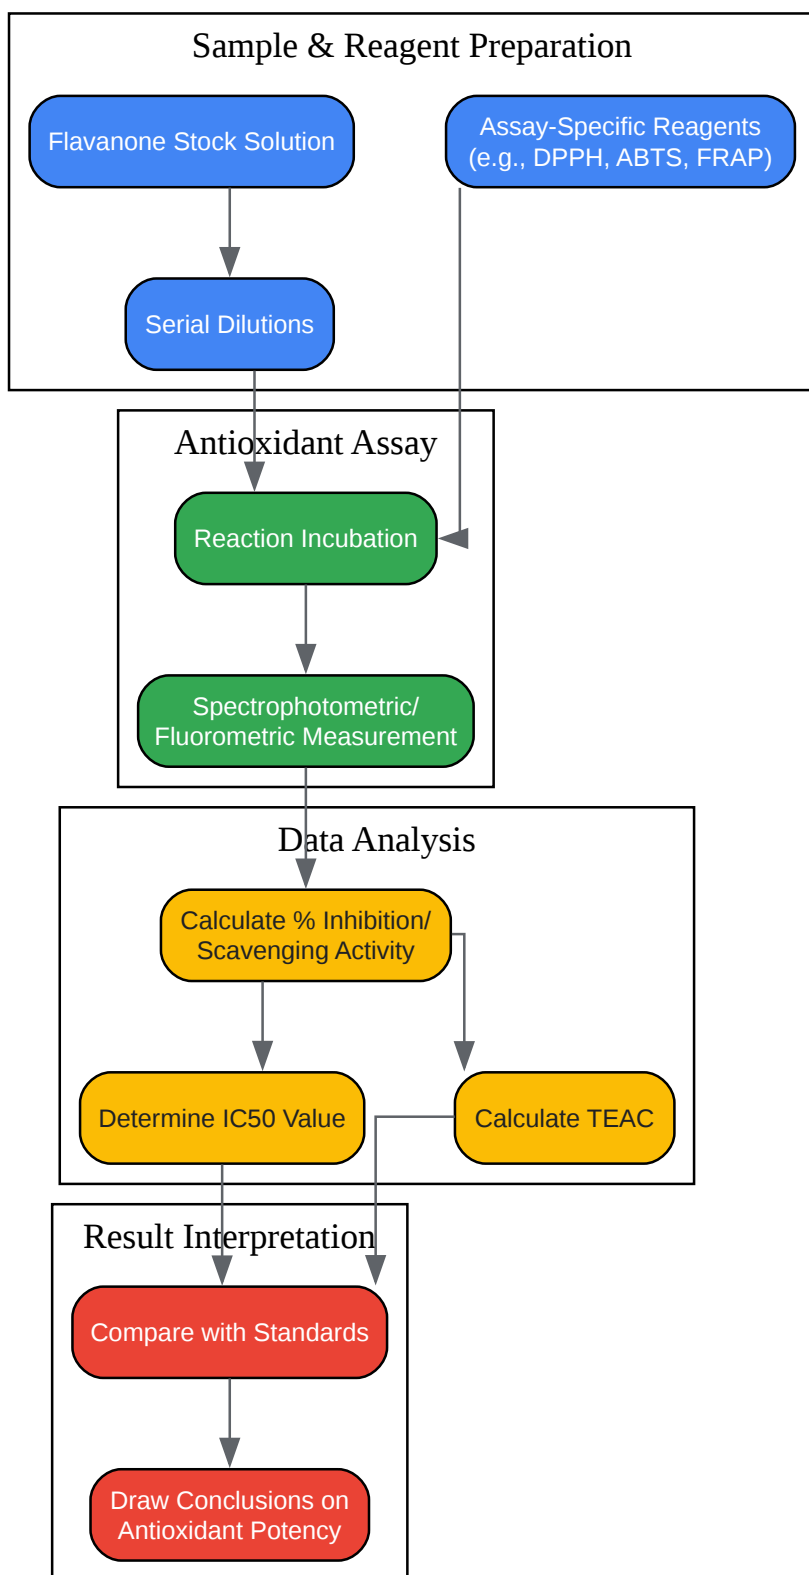 Sample & Reagent Preparation
Flavanone Stock Solution
Assay-Specific Reagents
(e.g., DPPH, ABTS, FRAP)
Serial Dilutions
Antioxidant Assay
Reaction Incubation
Spectrophotometric/
Fluorometric Measurement
Data Analysis
Calculate % Inhibition/
Scavenging Activity
Determine IC50 Value
Calculate TEAC
Result Interpretation
Compare with Standards
Draw Conclusions on
Antioxidant Potency